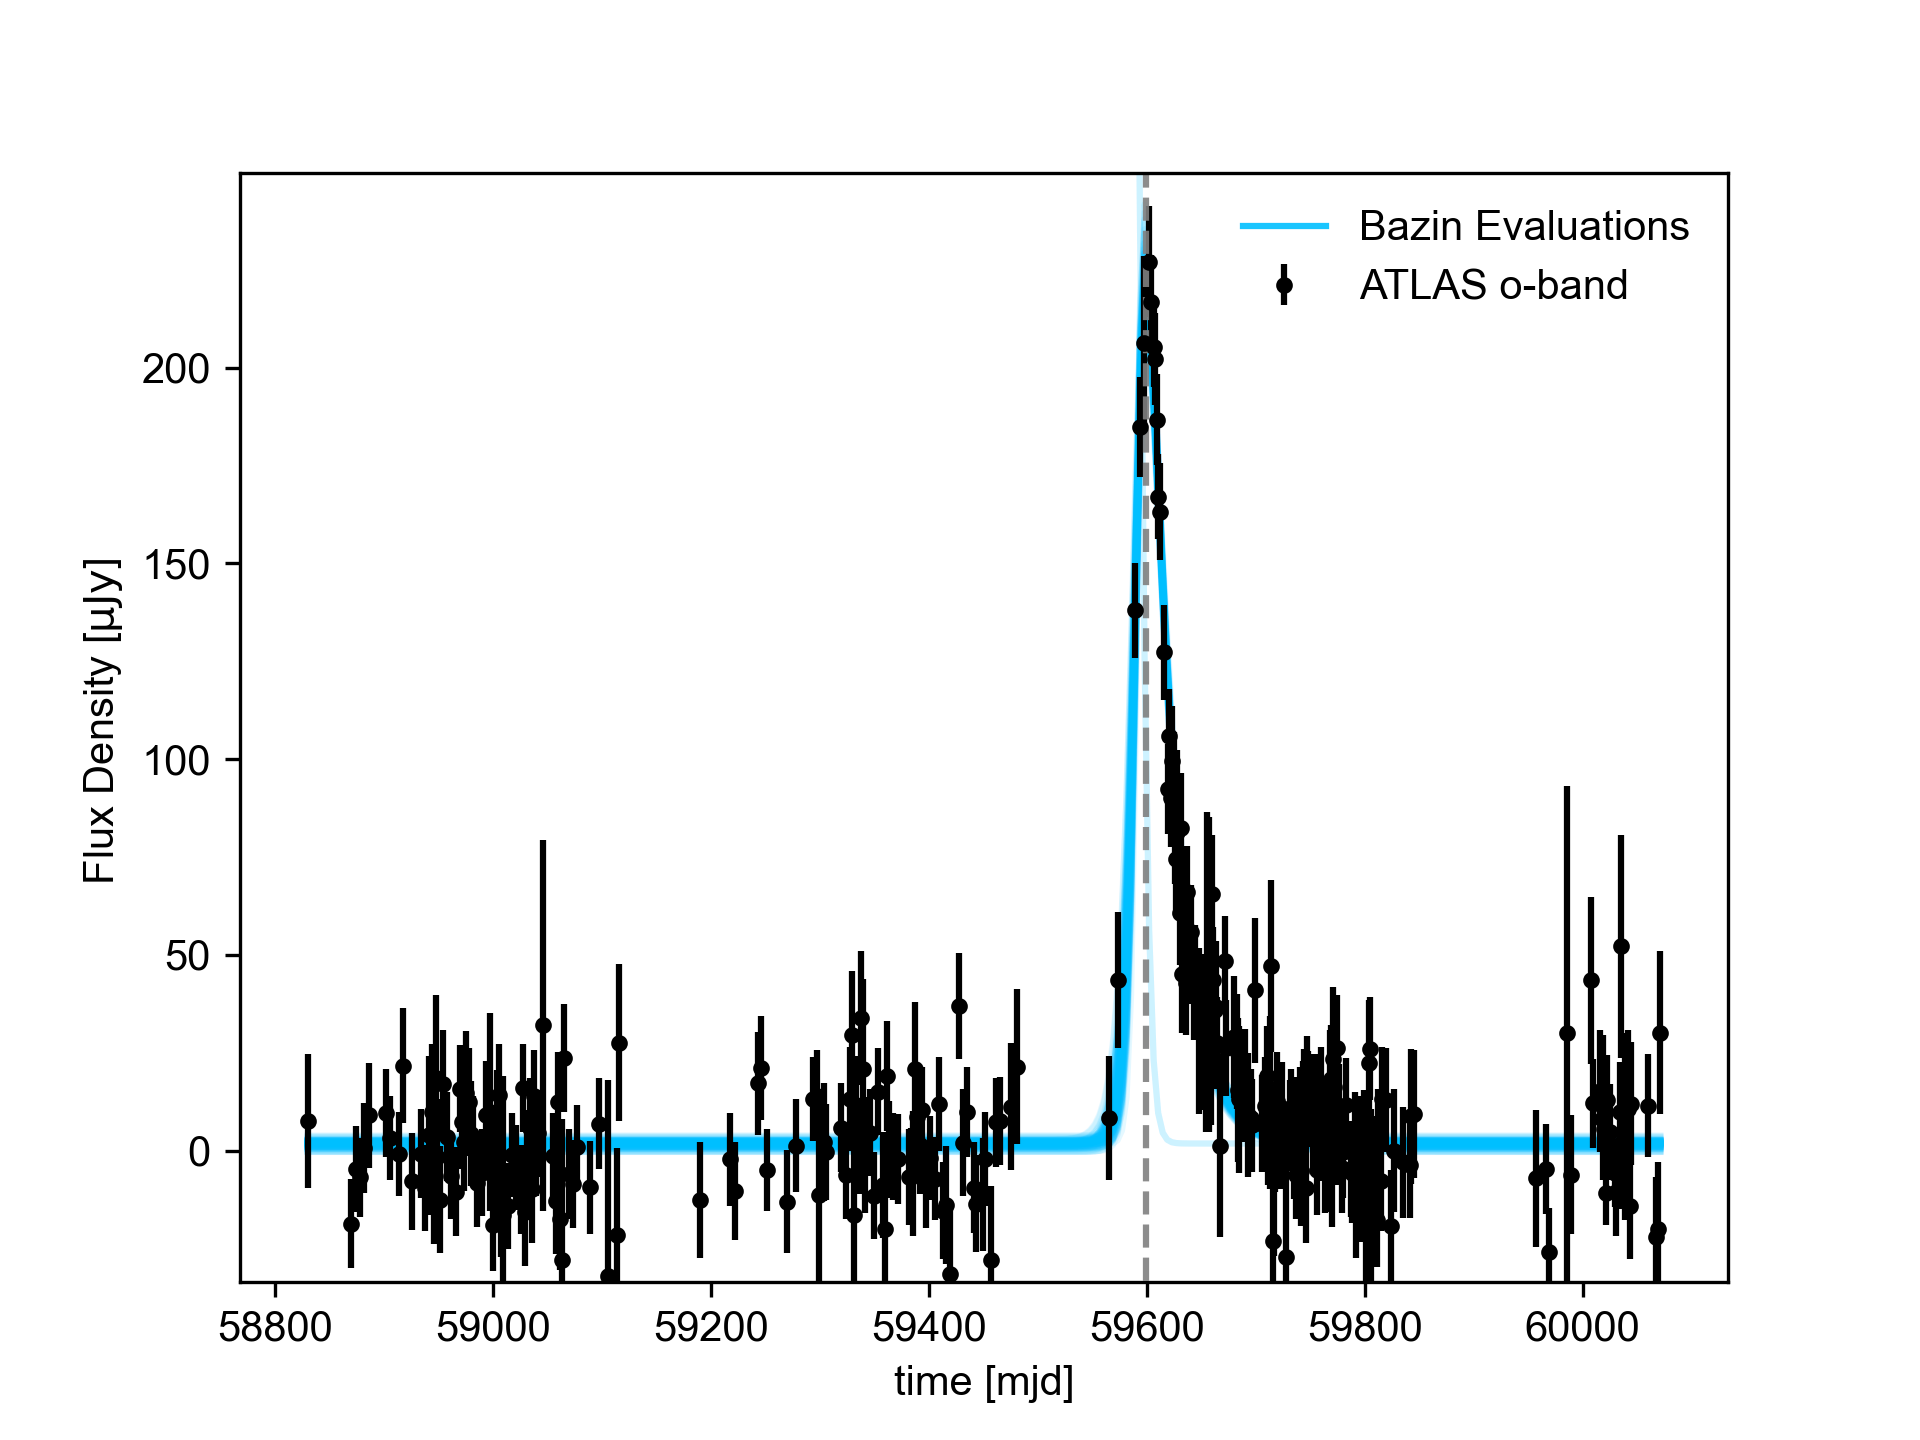 Bazin Evaluations
ATLAS o-band
Flux Density [µJy]
200
150
100
50
0
58800 59000 59200 59400 59600 59800 60000
time [mjd]